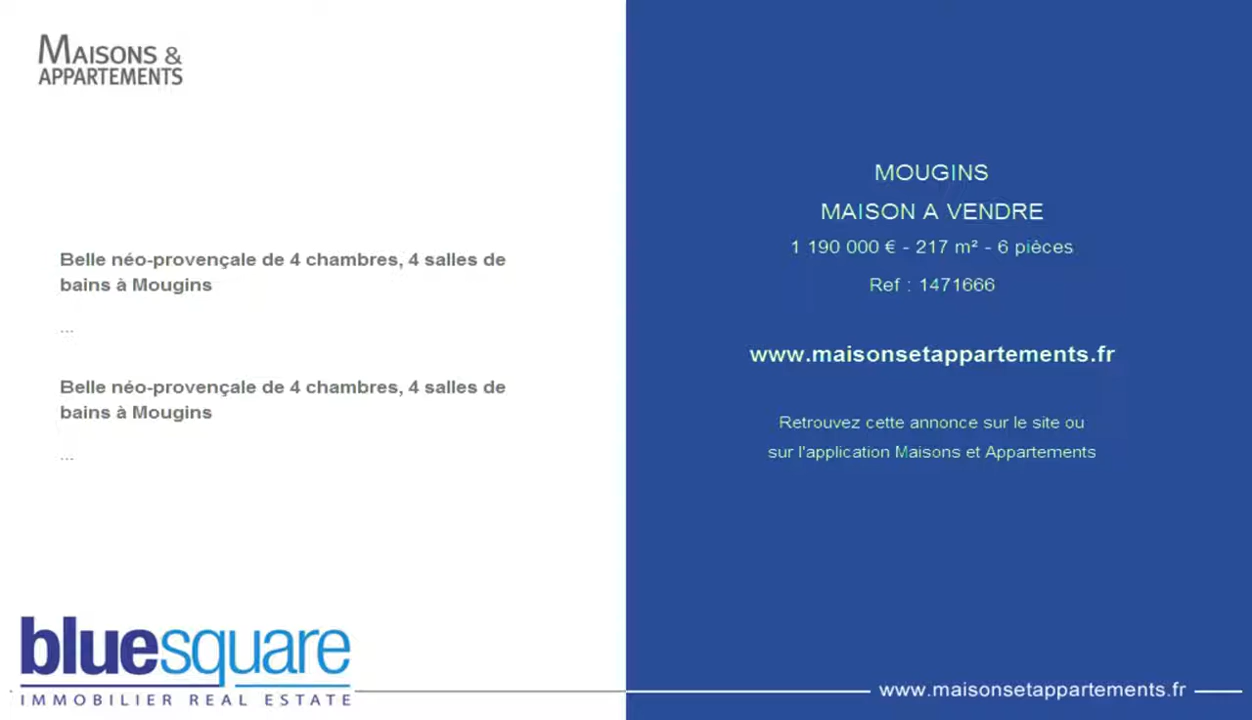 MAISONS &
APPARTEMENTS
Belle néo-provençale de 4 chambres, 4 salles de
bains à Mougins
...
Belle néo-provençale de 4 chambres, 4 salles de
bains à Mougins
...
bluesquare
IMMOBILIER REAL ESTATE
MOUGINS
MAISON A VENDRE
1 190 000 € - 217 m² - 6 pièces
Ref : 1471666
www.maisonsetappartements.fr
Retrouvez cette annonce sur le site ou
sur l'application Maisons et Appartements
www.maisonsetappartements.fr